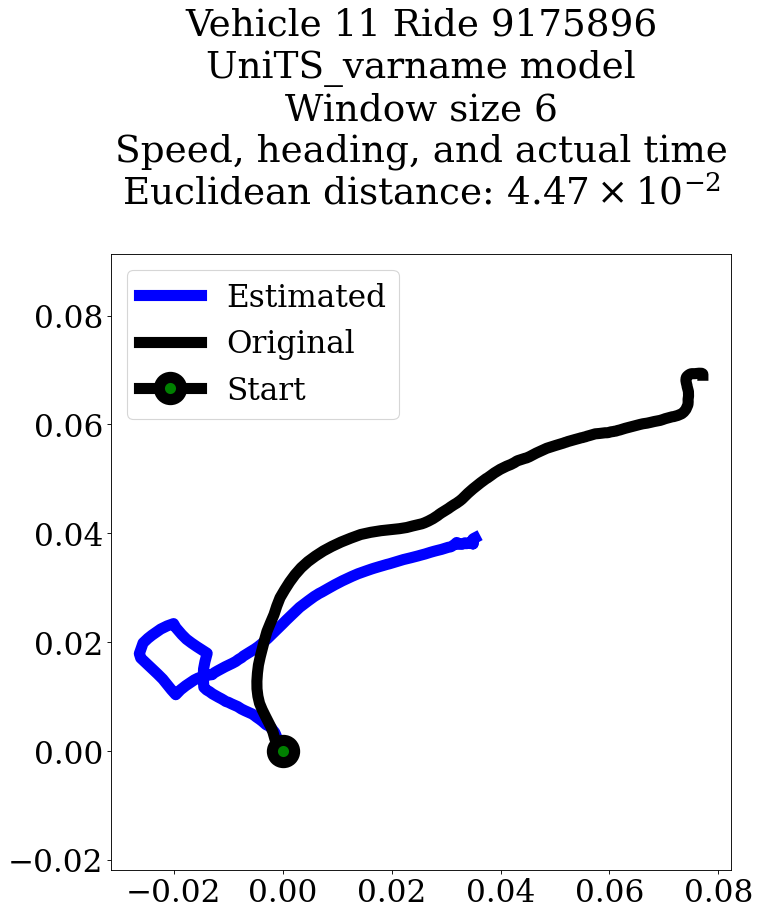 Vehicle 11 Ride 9175896
UniTS_varname model
Window size 6
Speed, heading, and actual time
Euclidean distance: 4.47 × 10⁻²
Estimated
Original
Start
0.08
0.06
0.04
0.02
0.00
−0.02
−0.02 0.00 0.02 0.04 0.06 0.08